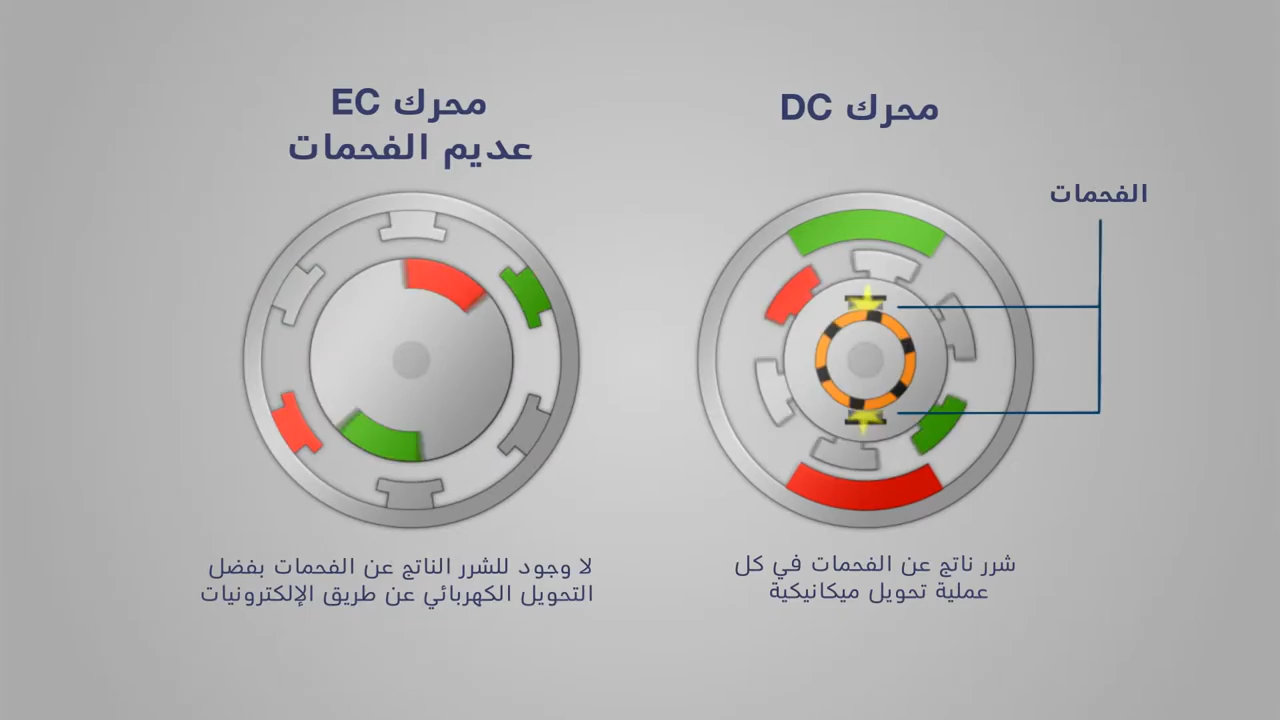 محرك DC
الفحمات
شرر ناتج عن الفحمات في كل
عملية تحويل ميكانيكية
محرك EC
عديم الفحمات
لا وجود للشرر الناتج عن الفحمات بفضل
التحويل الكهربائي عن طريق الإلكترونيات